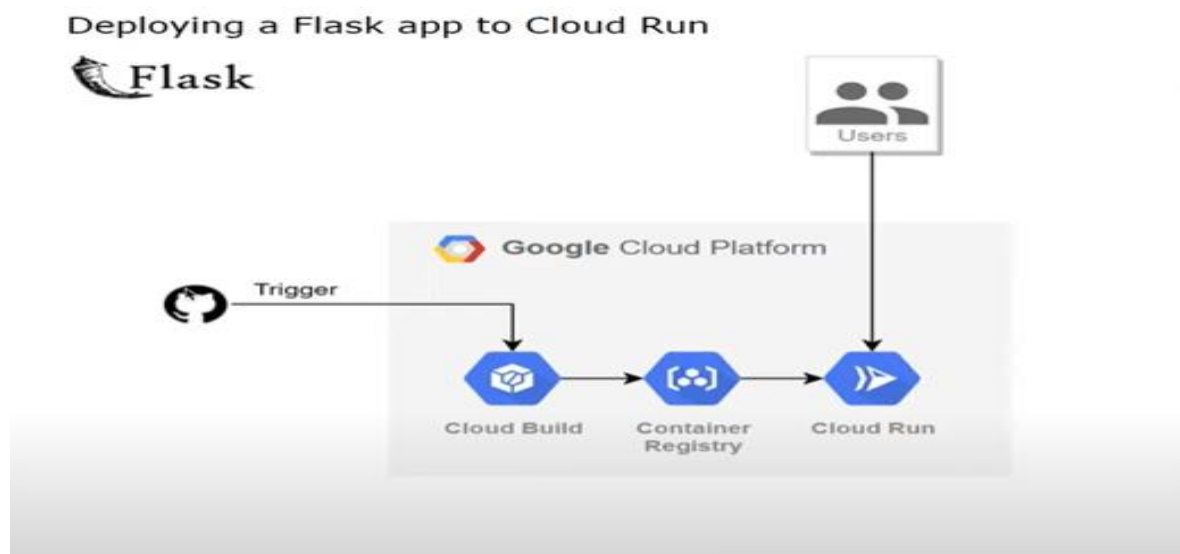 Deploying a Flask app to Cloud Run
Flask
Users
Google Cloud Platform
Trigger
Cloud Build
Container
Registry
Cloud Run